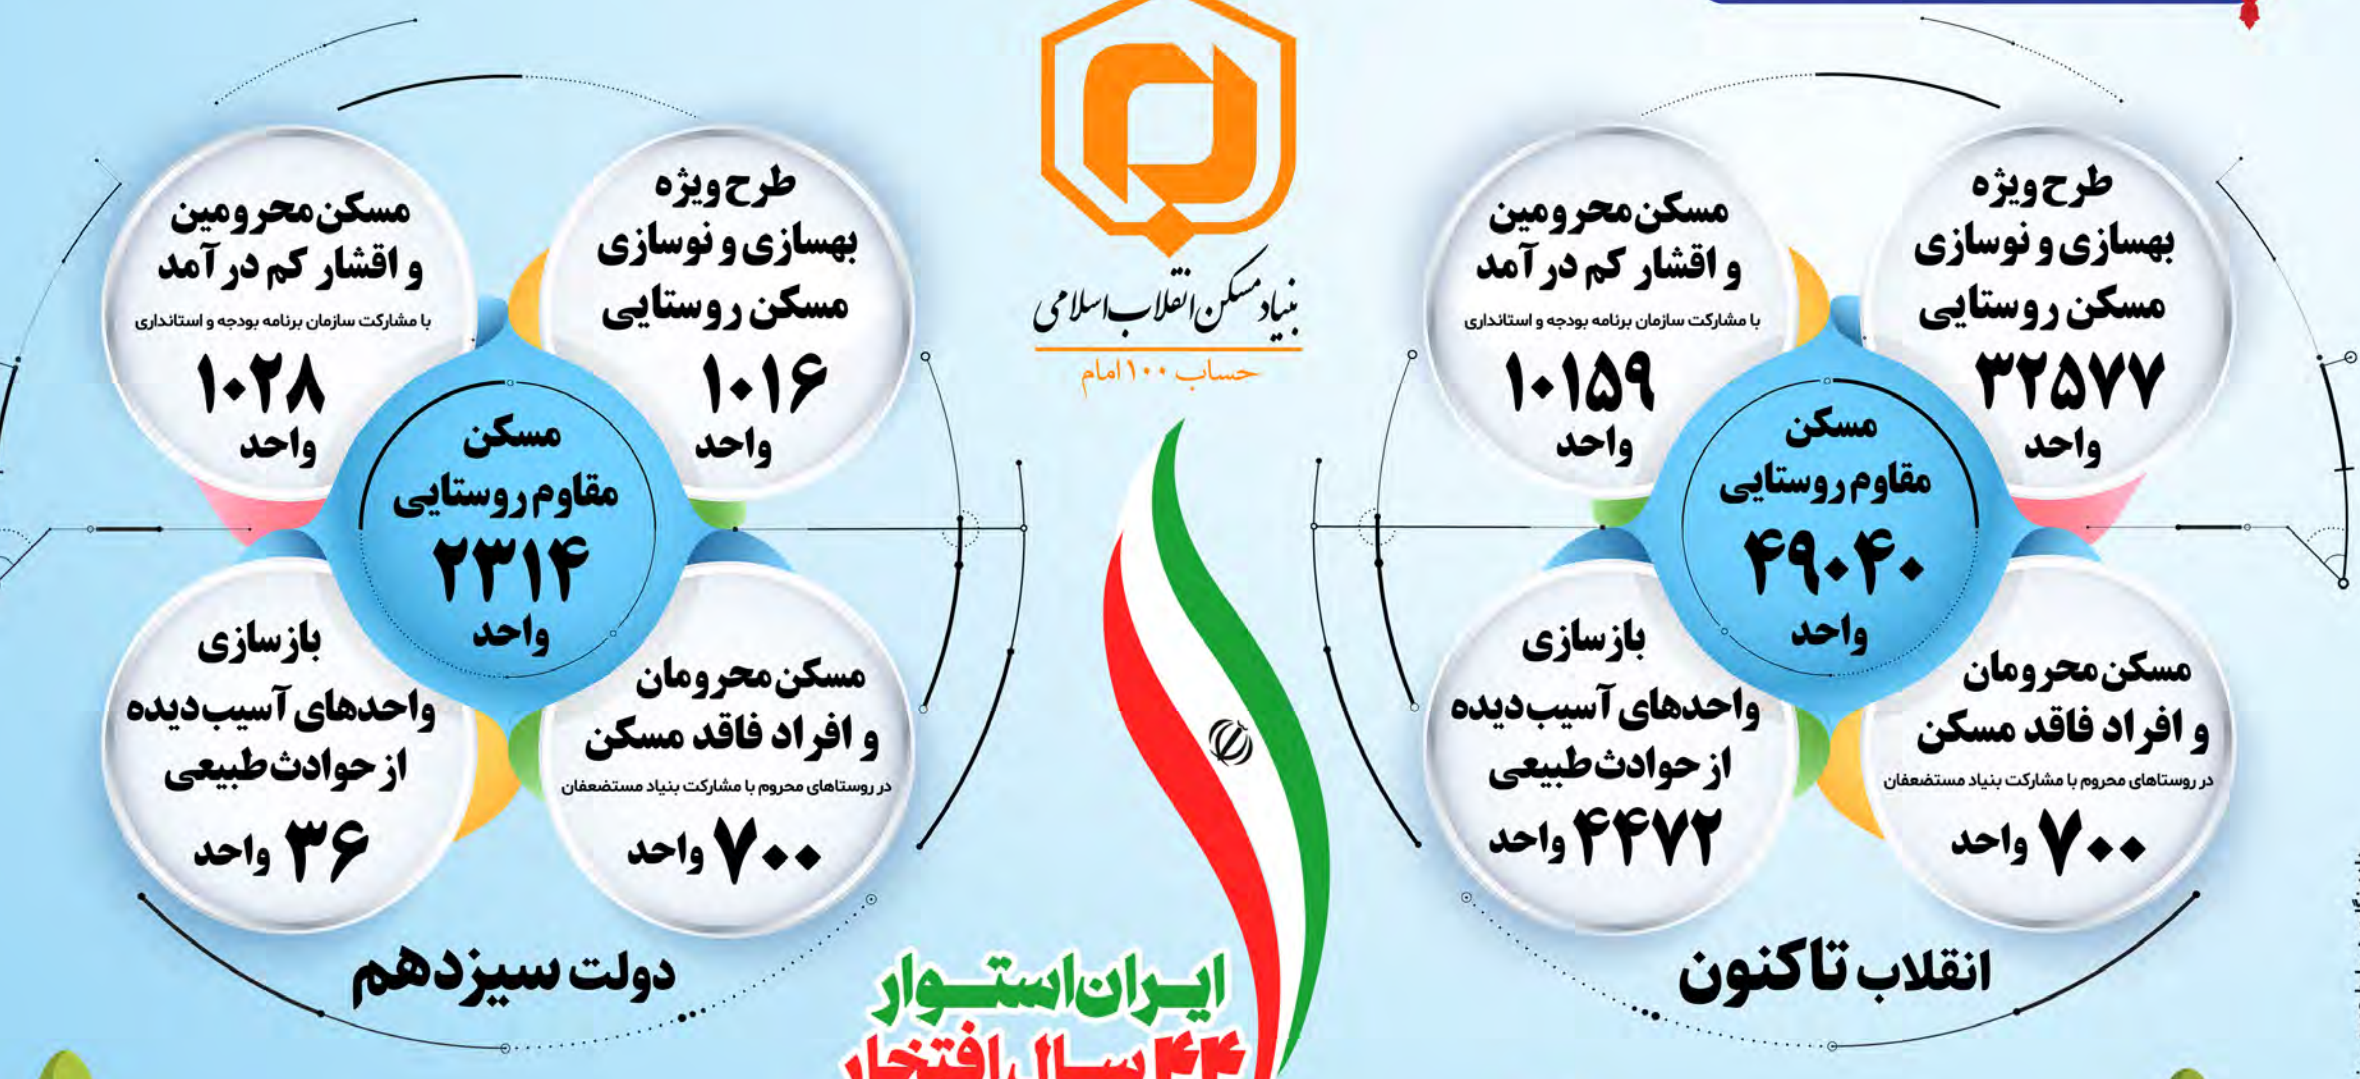 بنیاد مسکن انقلاب اسلامی
حساب ۱۰۰ امام
طرح ویژه
بهسازی و نوسازی
مسکن روستایی
۳۲۵۷۷
واحد
مسکن محرومین
و اقشار کم درآمد
با مشارکت سازمان برنامه بودجه و استانداری
۱۰۱۵۹
واحد
مسکن
مقاوم روستایی
۴۹۰۴۰
واحد
مسکن محرومان
و افراد فاقد مسکن
در روستاهای محروم با مشارکت بنیاد مستضعفان
۷۰۰ واحد
بازسازی
واحدهای آسیب‌دیده
از حوادث طبیعی
۴۴۷۲ واحد
انقلاب تاکنون
طرح ویژه
بهسازی و نوسازی
مسکن روستایی
۱۰۱۶
واحد
مسکن محرومین
و اقشار کم درآمد
با مشارکت سازمان برنامه بودجه و استانداری
۱۰۲۸
واحد
مسکن
مقاوم روستایی
۲۳۱۴
واحد
مسکن محرومان
و افراد فاقد مسکن
در روستاهای محروم با مشارکت بنیاد مستضعفان
۷۰۰ واحد
بازسازی
واحدهای آسیب‌دیده
از حوادث طبیعی
۳۶ واحد
دولت سیزدهم
ایران استوار
۴۴ سال افتخار